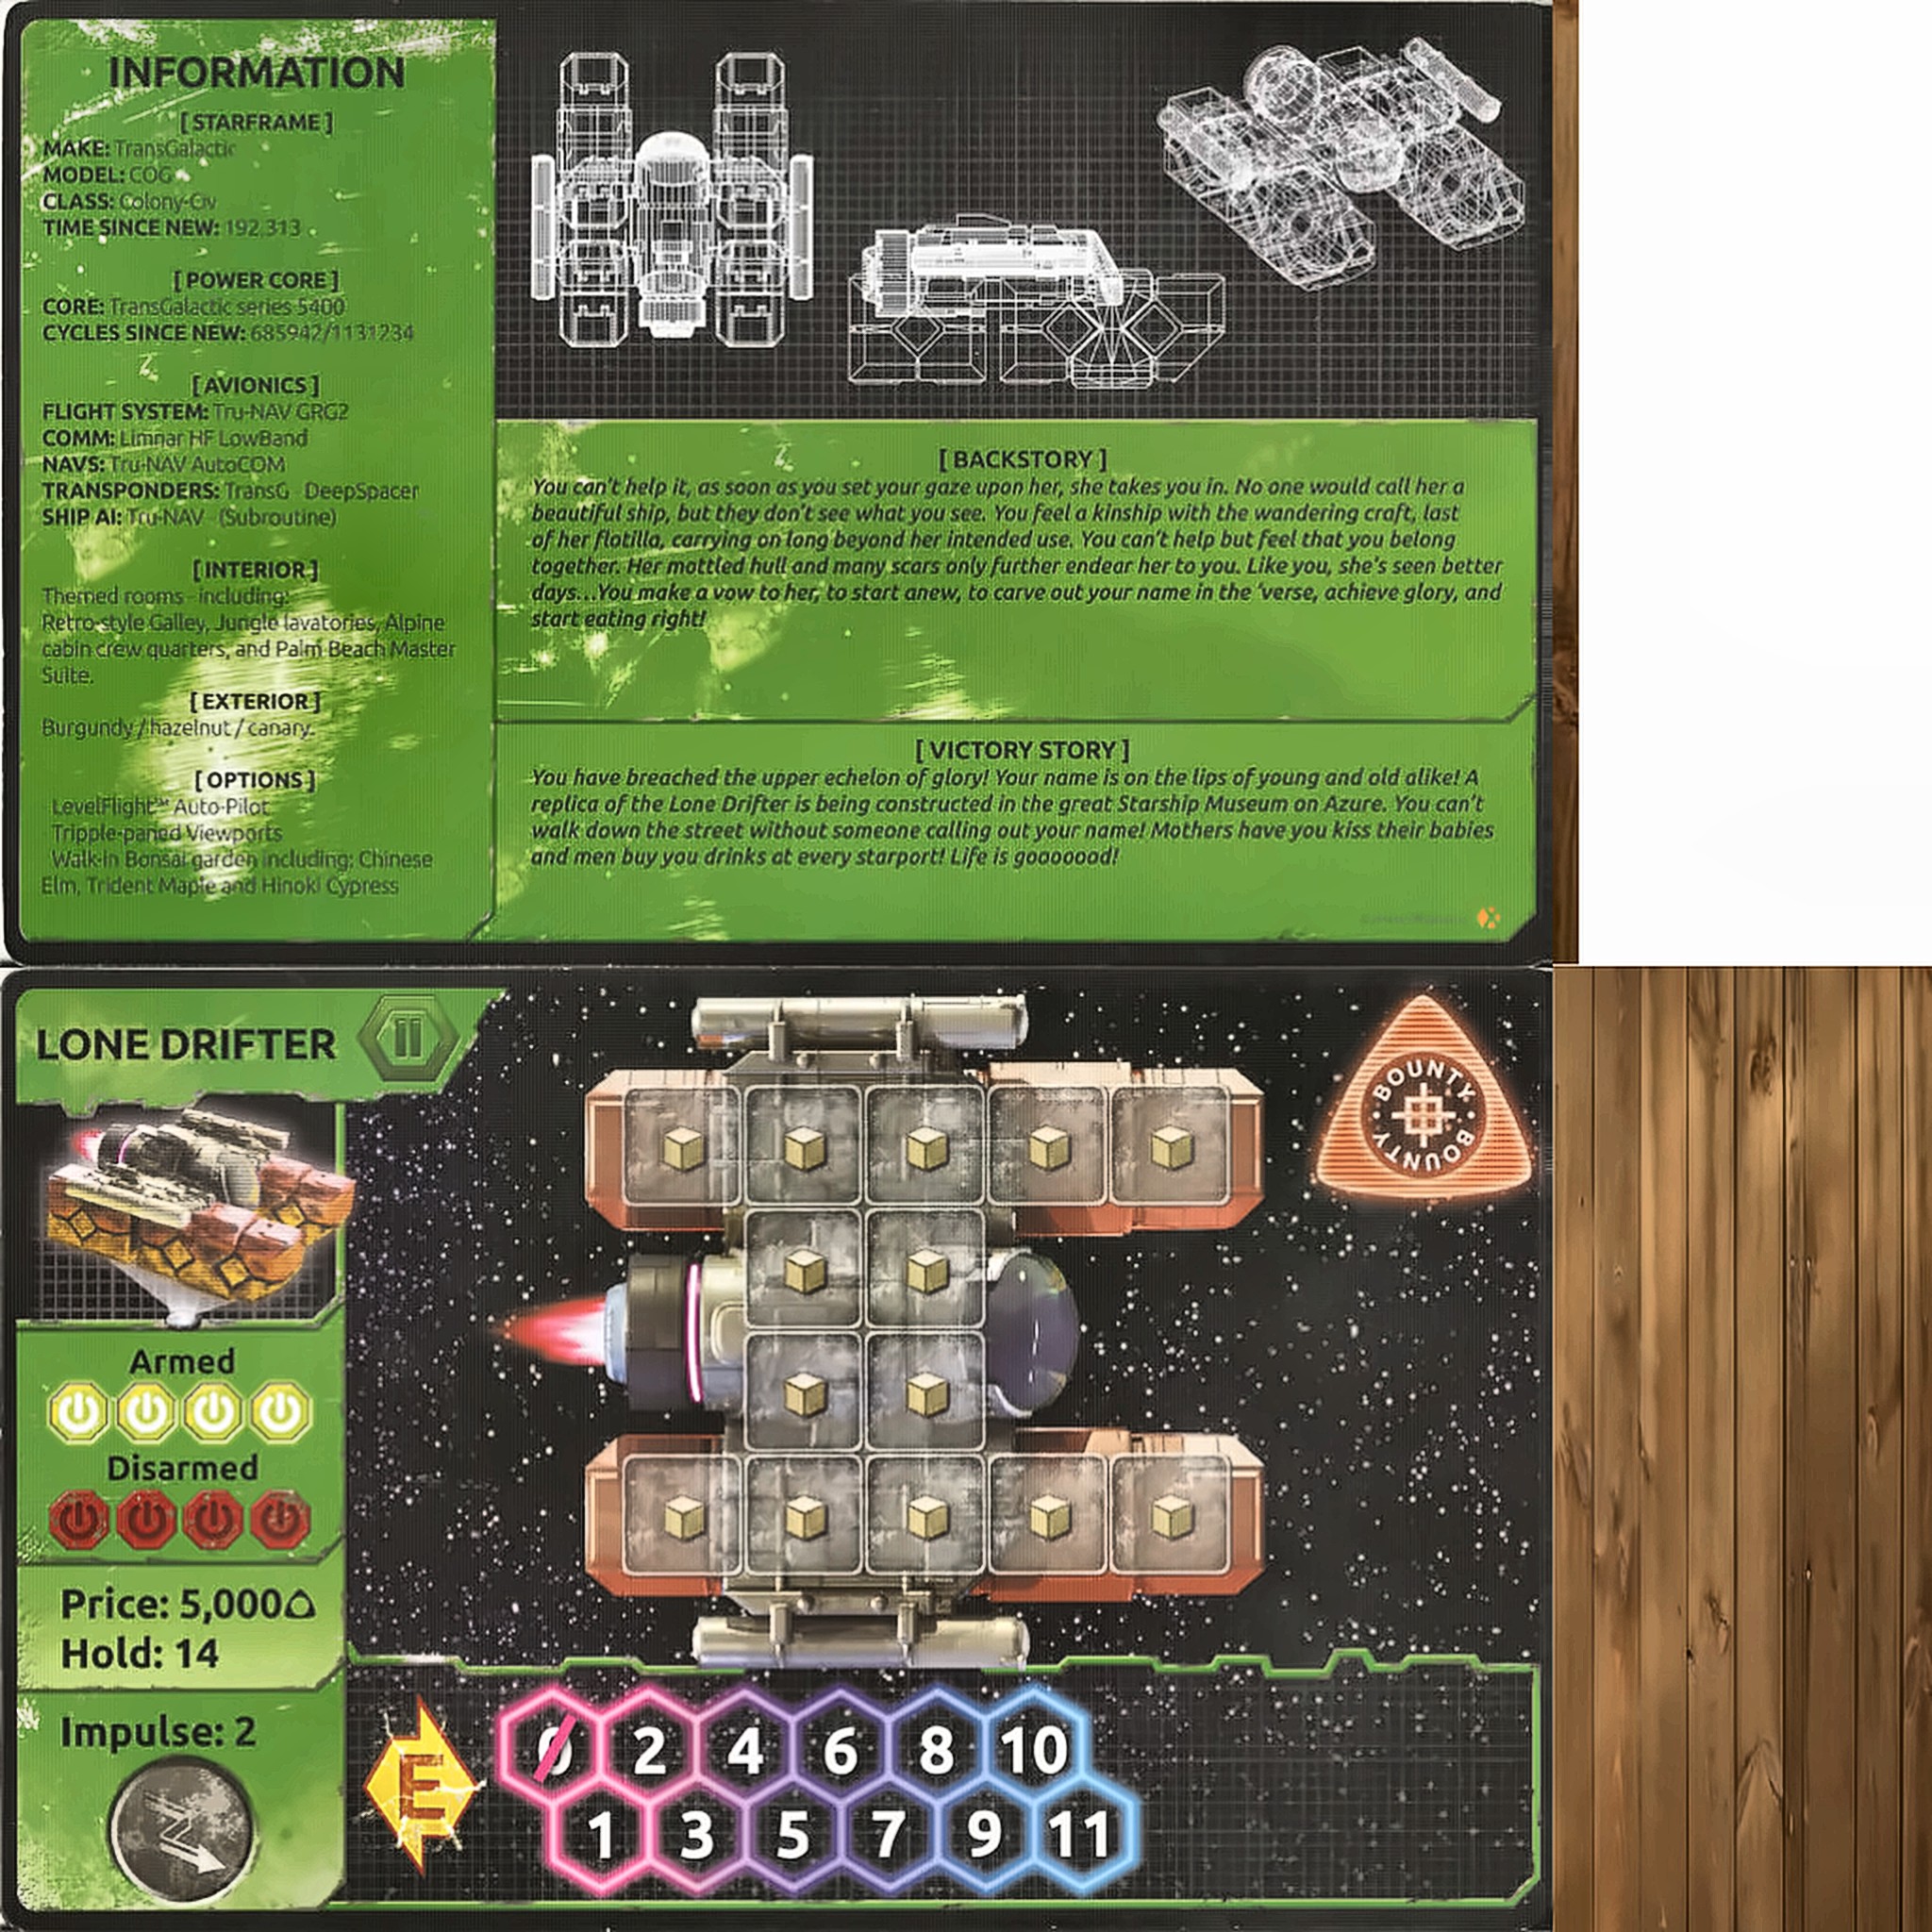 INFORMATION
[ STARFRAME ]
MAKE: TransGalactic
MODEL: COG
CLASS: Colony-Civ
TIME SINCE NEW: 192,313
[ POWER CORE ]
CORE: TransGalactic series 5400
CYCLES SINCE NEW: 685942/1131234
[ AVIONICS ]
FLIGHT SYSTEM: Tru-NAV GRG2
COMM: Limnar HF LowBand
NAVS: Tru-NAV AutoCOM
TRANSPONDERS: TransG DeepSpacer
SHIP AI: Tru-NAV (Subroutine)
[ INTERIOR ]
Themed rooms - including:
Retro-style Galley, Jungle lavatories, Alpine
cabin crew quarters, and Palm Beach Master
Suite.
[ EXTERIOR ]
Burgundy / hazelnut / canary.
[ OPTIONS ]
LevelFlight™ Auto-Pilot
Tripple-paned Viewports
Walk-in Bonsai garden including: Chinese
Elm, Trident Maple and Hinoki Cypress
[ BACKSTORY ]
You can't help it, as soon as you set your gaze upon her, she takes you in. No one would call her a
beautiful ship, but they don't see what you see. You feel a kinship with the wandering craft, last
of her flotilla, carrying on long beyond her intended use. You can't help but feel that you belong
together. Her mottled hull and many scars only further endear her to you. Like you, she's seen better
days...You make a vow to her, to start anew, to carve out your name in the 'verse, achieve glory, and
start eating right!
[ VICTORY STORY ]
You have breached the upper echelon of glory! Your name is on the lips of young and old alike! A
replica of the Lone Drifter is being constructed in the great Starship Museum on Azure. You can't
walk down the street without someone calling out your name! Mothers have you kiss their babies
and men buy you drinks at every starport! Life is gooooood!
LONE DRIFTER
II
BOUNTY
BOUNTY
Armed
Disarmed
Price: 5,000
Hold: 14
Impulse: 2
E
0 2 4 6 8 10
1 3 5 7 9 11